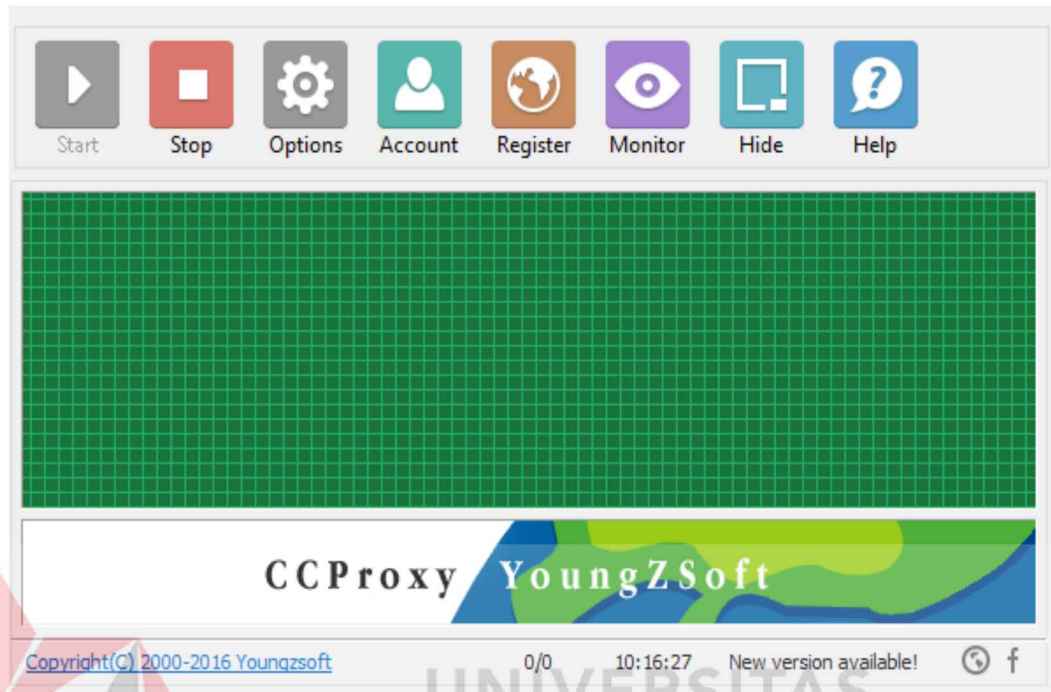 Start Stop Options Account Register Monitor Hide Help
CCProxy YoungZSoft
Copyright(C) 2000-2016 Youngzsoft 0/0 10:16:27 New version available!
UNIVERSITAS